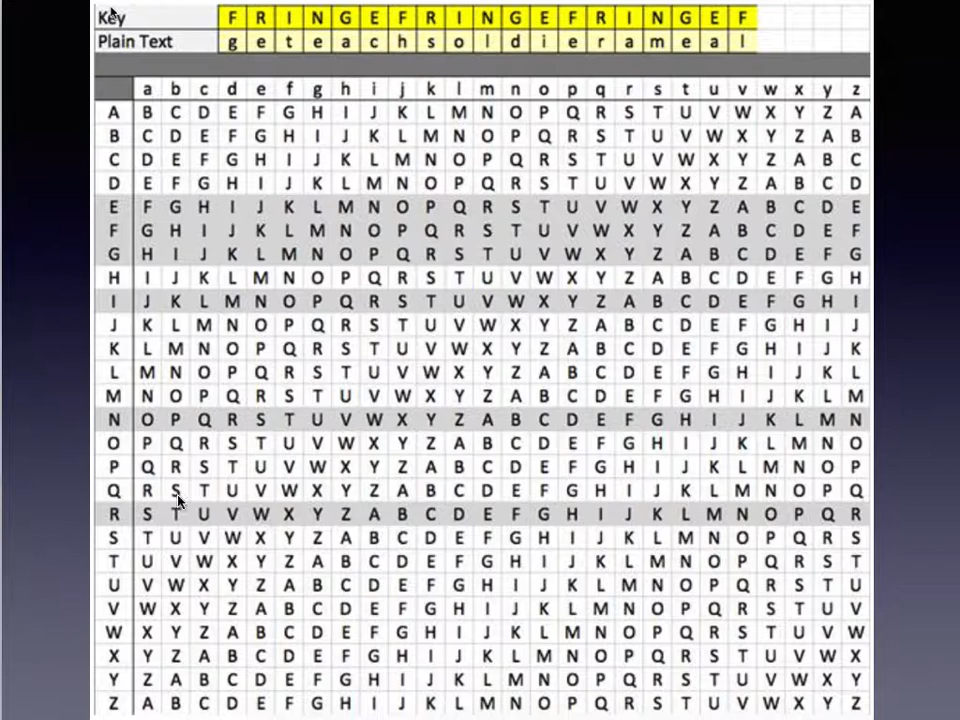 Key F R I N G E F R I N G E F R I N G E F
Plain Text g e t e a c h s o l d i e r a m e a l
a b c d e f g h i j k l m n o p q r s t u v w x y z
A B C D E F G H I J K L M N O P Q R S T U V W X Y Z A
B C D E F G H I J K L M N O P Q R S T U V W X Y Z A B
C D E F G H I J K L M N O P Q R S T U V W X Y Z A B C
D E F G H I J K L M N O P Q R S T U V W X Y Z A B C D
E F G H I J K L M N O P Q R S T U V W X Y Z A B C D E
F G H I J K L M N O P Q R S T U V W X Y Z A B C D E F
G H I J K L M N O P Q R S T U V W X Y Z A B C D E F G
H I J K L M N O P Q R S T U V W X Y Z A B C D E F G H
I J K L M N O P Q R S T U V W X Y Z A B C D E F G H I
J K L M N O P Q R S T U V W X Y Z A B C D E F G H I J
K L M N O P Q R S T U V W X Y Z A B C D E F G H I J K
L M N O P Q R S T U V W X Y Z A B C D E F G H I J K L
M N O P Q R S T U V W X Y Z A B C D E F G H I J K L M
N O P Q R S T U V W X Y Z A B C D E F G H I J K L M N
O P Q R S T U V W X Y Z A B C D E F G H I J K L M N O
P Q R S T U V W X Y Z A B C D E F G H I J K L M N O P
Q R S T U V W X Y Z A B C D E F G H I J K L M N O P Q
R S T U V W X Y Z A B C D E F G H I J K L M N O P Q R
S T U V W X Y Z A B C D E F G H I J K L M N O P Q R S
T U V W X Y Z A B C D E F G H I J K L M N O P Q R S T
U V W X Y Z A B C D E F G H I J K L M N O P Q R S T U
V W X Y Z A B C D E F G H I J K L M N O P Q R S T U V
W X Y Z A B C D E F G H I J K L M N O P Q R S T U V W
X Y Z A B C D E F G H I J K L M N O P Q R S T U V W X
Y Z A B C D E F G H I J K L M N O P Q R S T U V W X Y
Z A B C D E F G H I J K L M N O P Q R S T U V W X Y Z